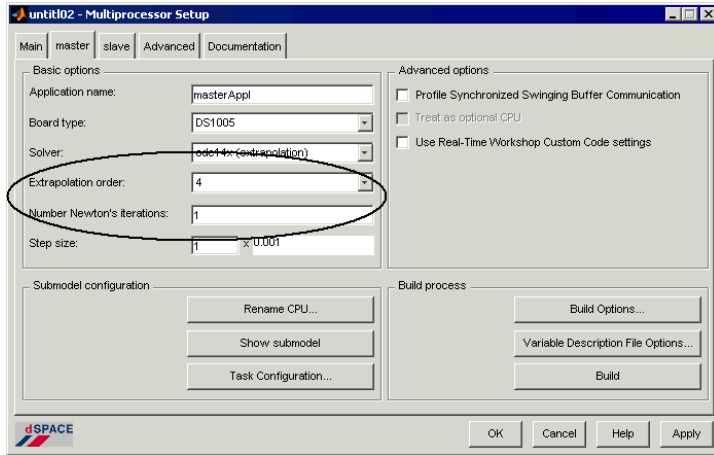 untitl02 - Multiprocessor Setup
Main master slave Advanced Documentation
Basic options
Application name: masterAppl
Board type: DS1005
Solver: ode14x (extrapolation)
Extrapolation order: 4
Number Newton's iterations: 1
Step size: 1 x 0.001
Advanced options
Profile Synchronized Swinging Buffer Communication
Treat as optional CPU
Use Real-Time Workshop Custom Code settings
Submodel configuration
Rename CPU...
Show submodel
Task Configuration...
Build process
Build Options...
Variable Description File Options...
Build
dSPACE
OK Cancel Help Apply